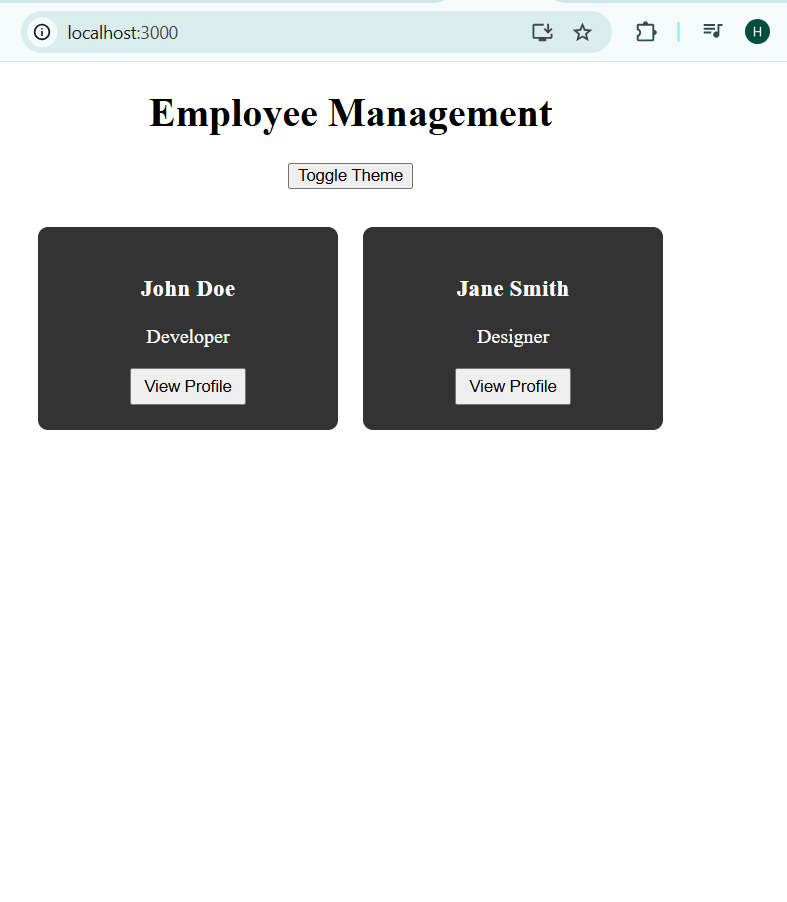 localhost:3000
H
Employee Management
Toggle Theme
John Doe
Jane Smith
Developer
Designer
View Profile
View Profile